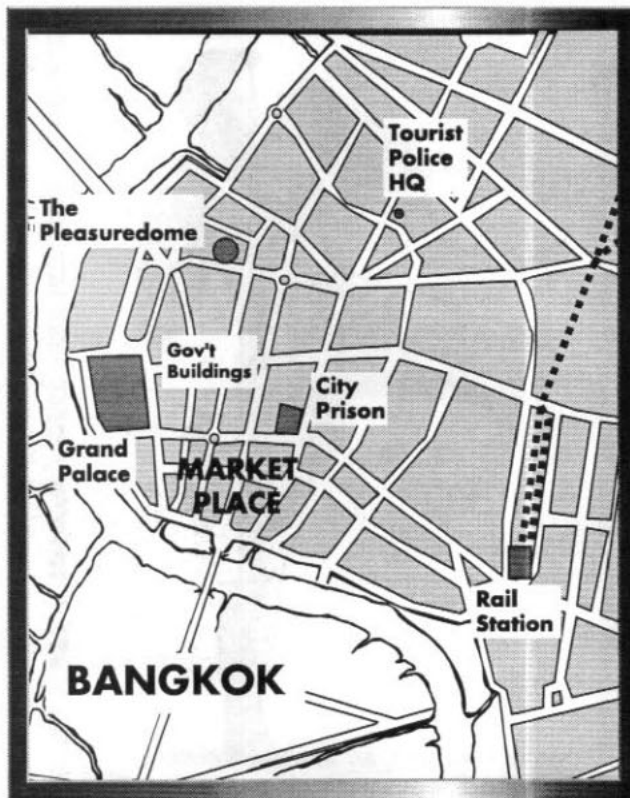 Tourist
Police
HQ
The
Pleasuredome
Gov't
Buildings
City
Prison
Grand
Palace
MARKET
PLACE
Rail
Station
BANGKOK